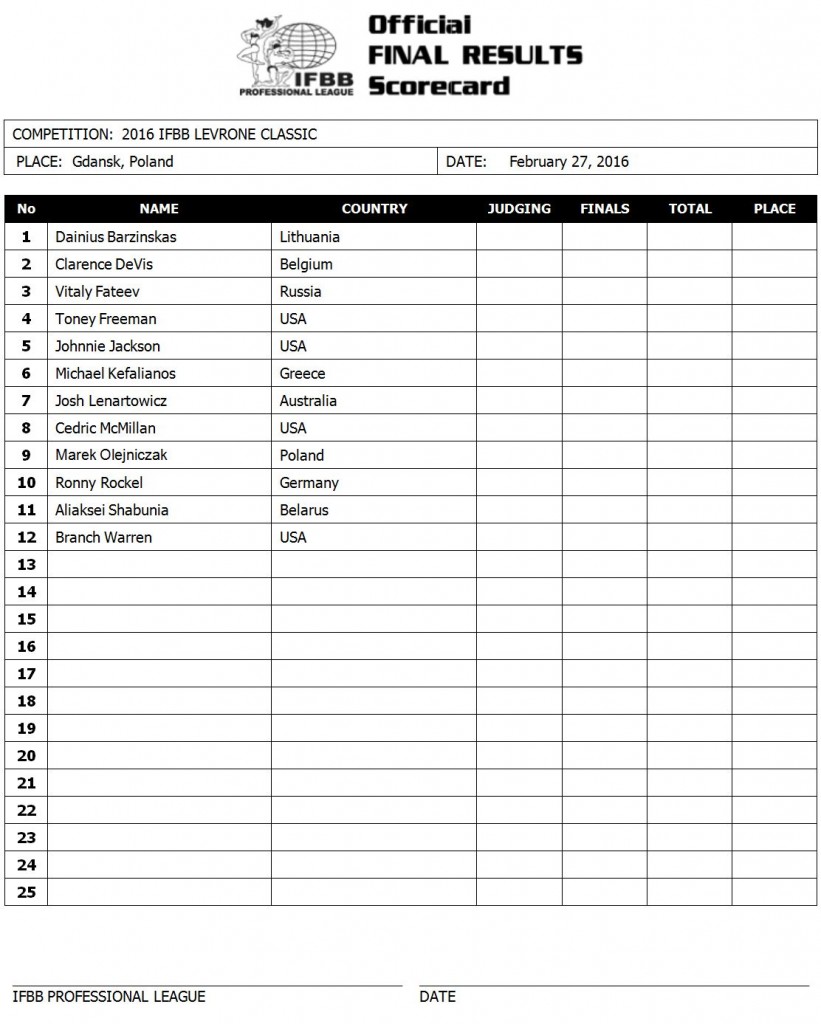 IFBB
PROFESSIONAL LEAGUE
Official
FINAL RESULTS
Scorecard
COMPETITION: 2016 IFBB LEVRONE CLASSIC
PLACE: Gdansk, Poland DATE: February 27, 2016
No NAME COUNTRY JUDGING FINALS TOTAL PLACE
1 Dainius Barzinskas Lithuania
2 Clarence DeVis Belgium
3 Vitaly Fateev Russia
4 Toney Freeman USA
5 Johnnie Jackson USA
6 Michael Kefalianos Greece
7 Josh Lenartowicz Australia
8 Cedric McMillan USA
9 Marek Olejniczak Poland
10 Ronny Rockel Germany
11 Aliaksei Shabunia Belarus
12 Branch Warren USA
13
14
15
16
17
18
19
20
21
22
23
24
25
IFBB PROFESSIONAL LEAGUE DATE